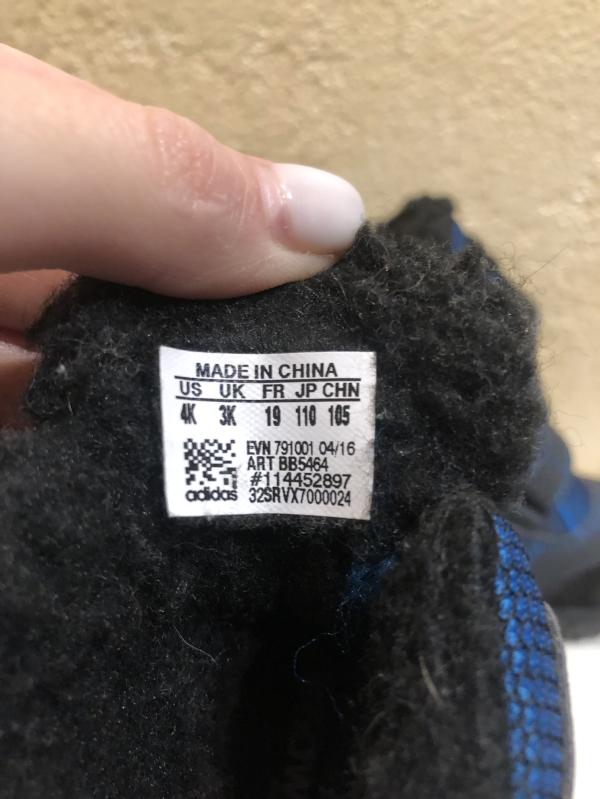 MADE IN CHINA
US UK FR JP CHN
4K 3K 19 110 105
EVN 791001 04/16
ART BB5464
#114452897
adidas 32SRVX7000024